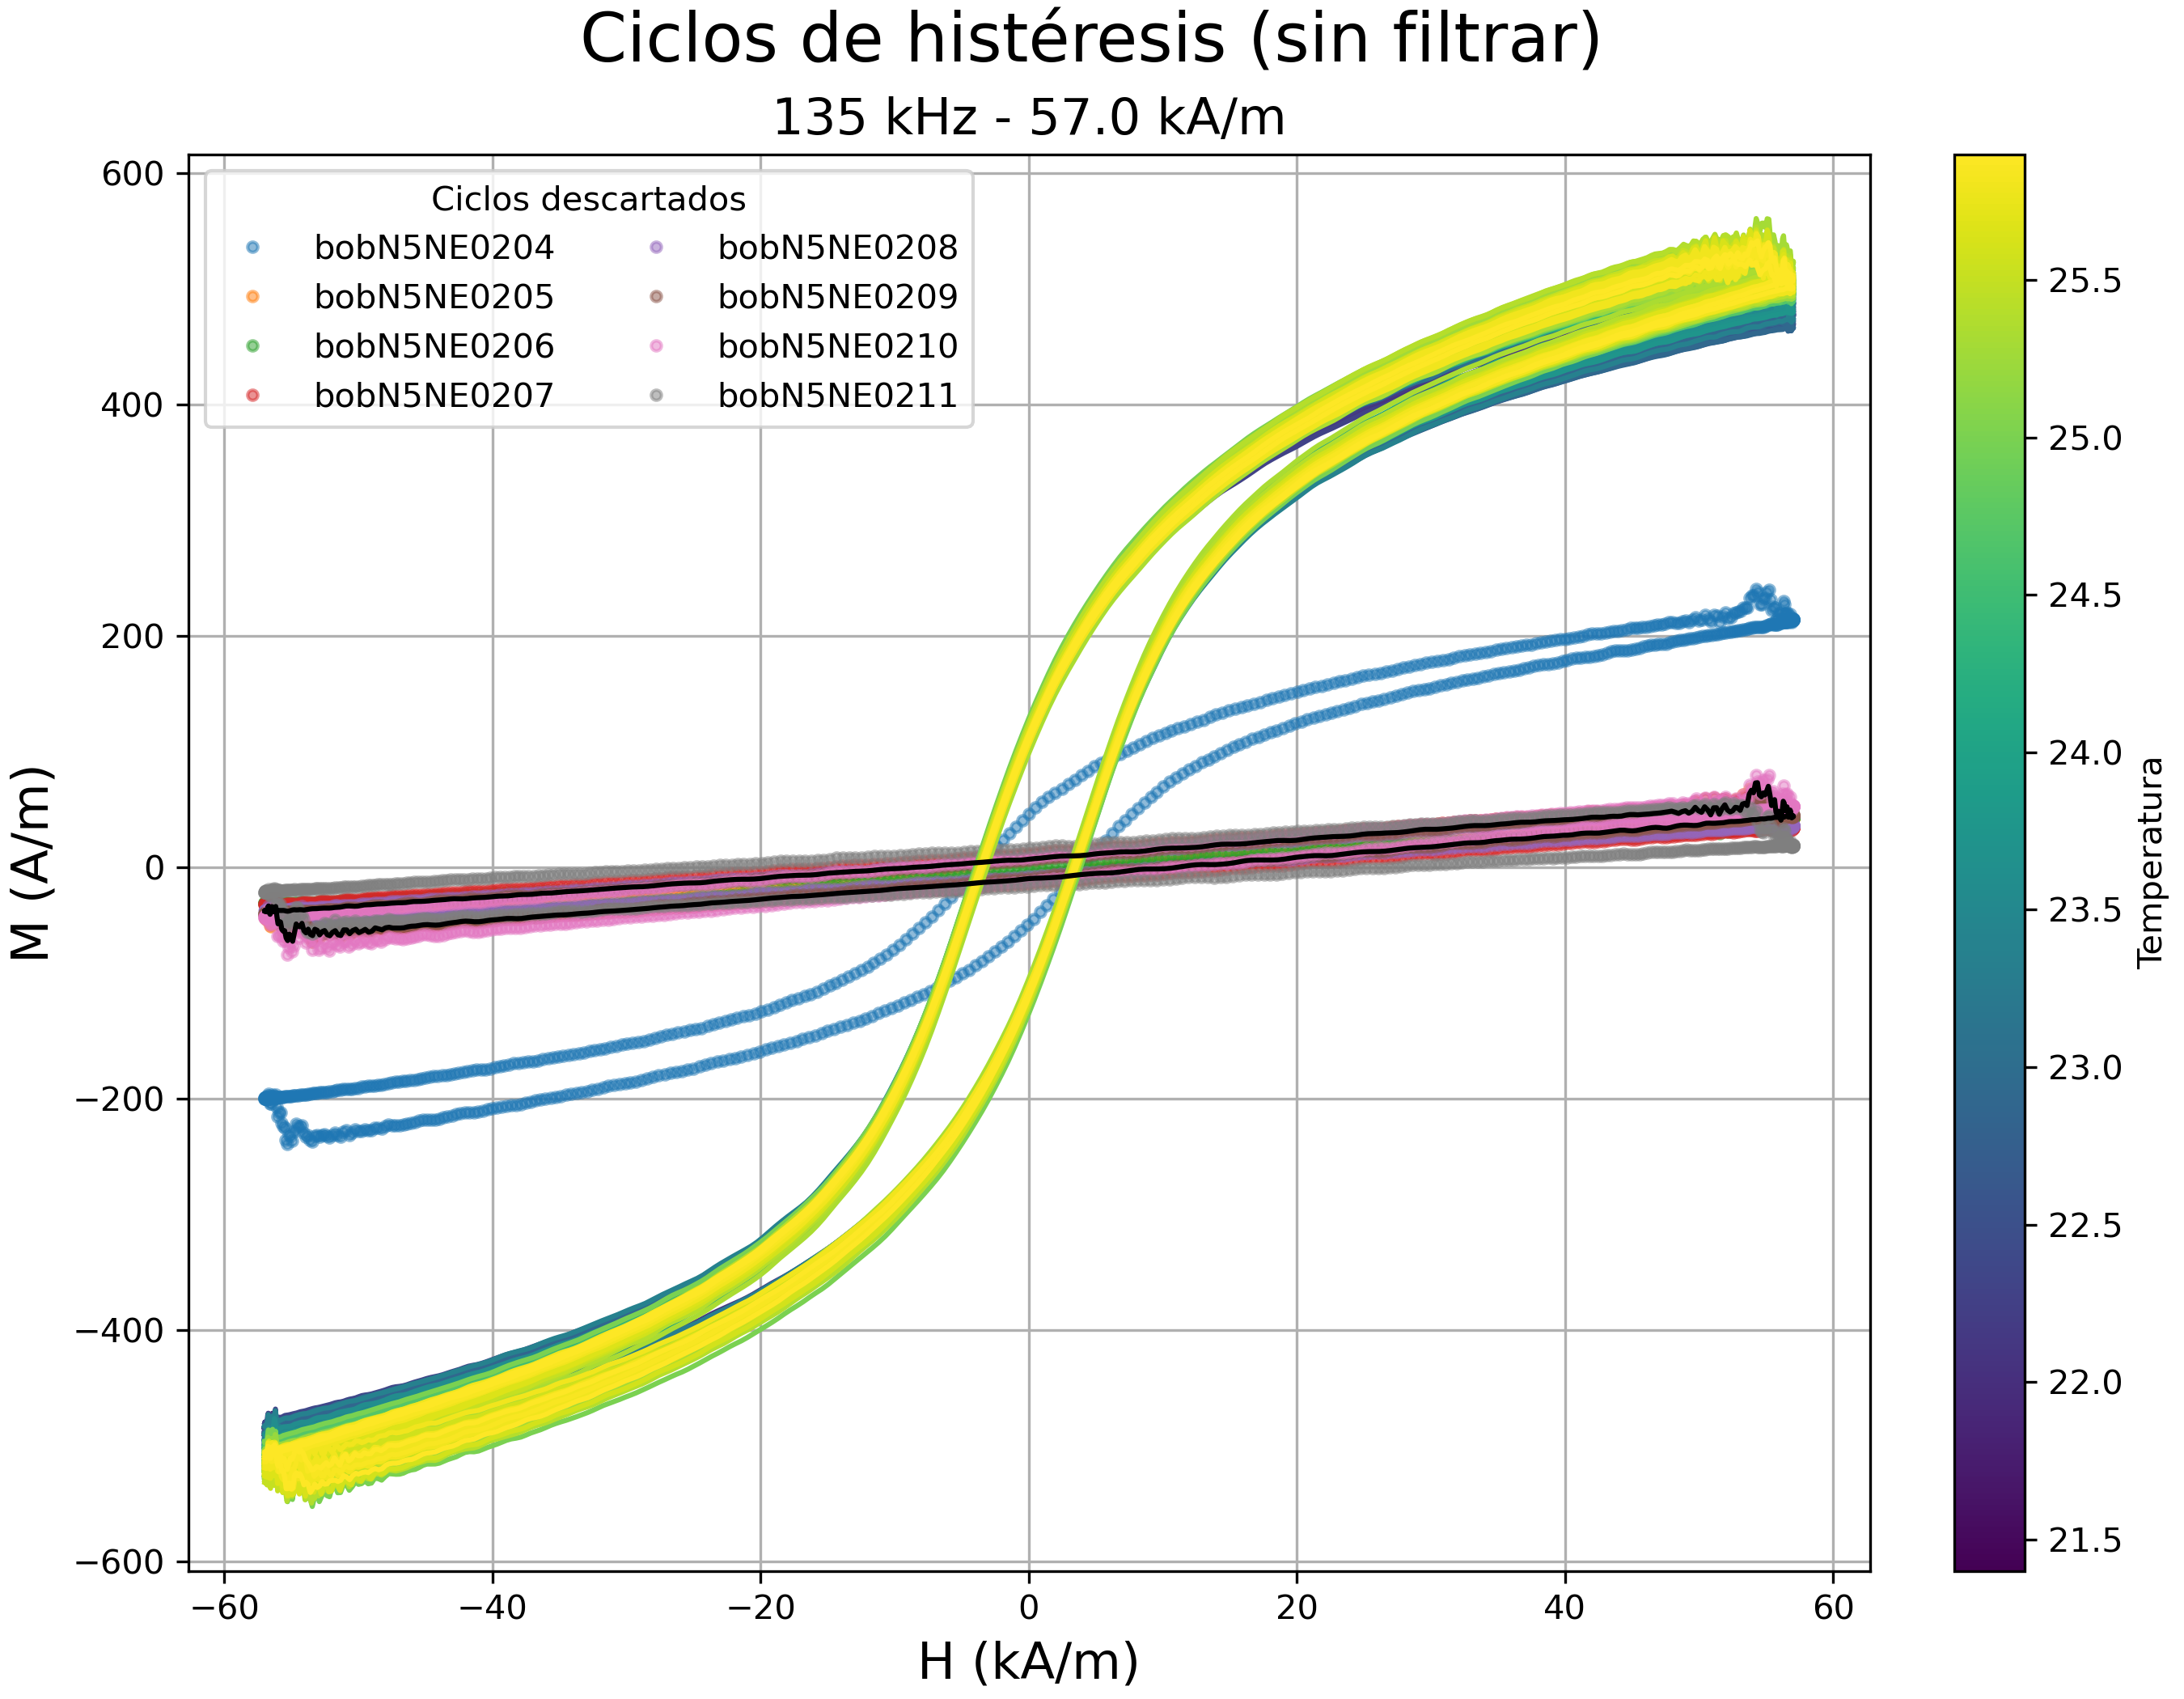 Ciclos de histéresis (sin filtrar)
135 kHz - 57.0 kA/m
Ciclos descartados
bobN5NE0204
bobN5NE0205
bobN5NE0206
bobN5NE0207
bobN5NE0208
bobN5NE0209
bobN5NE0210
bobN5NE0211
M (A/m)
600
400
200
0
−200
−400
−600
−60
−40
−20
0
20
40
60
H (kA/m)
25.5
25.0
24.5
24.0
23.5
23.0
22.5
22.0
21.5
Temperatura